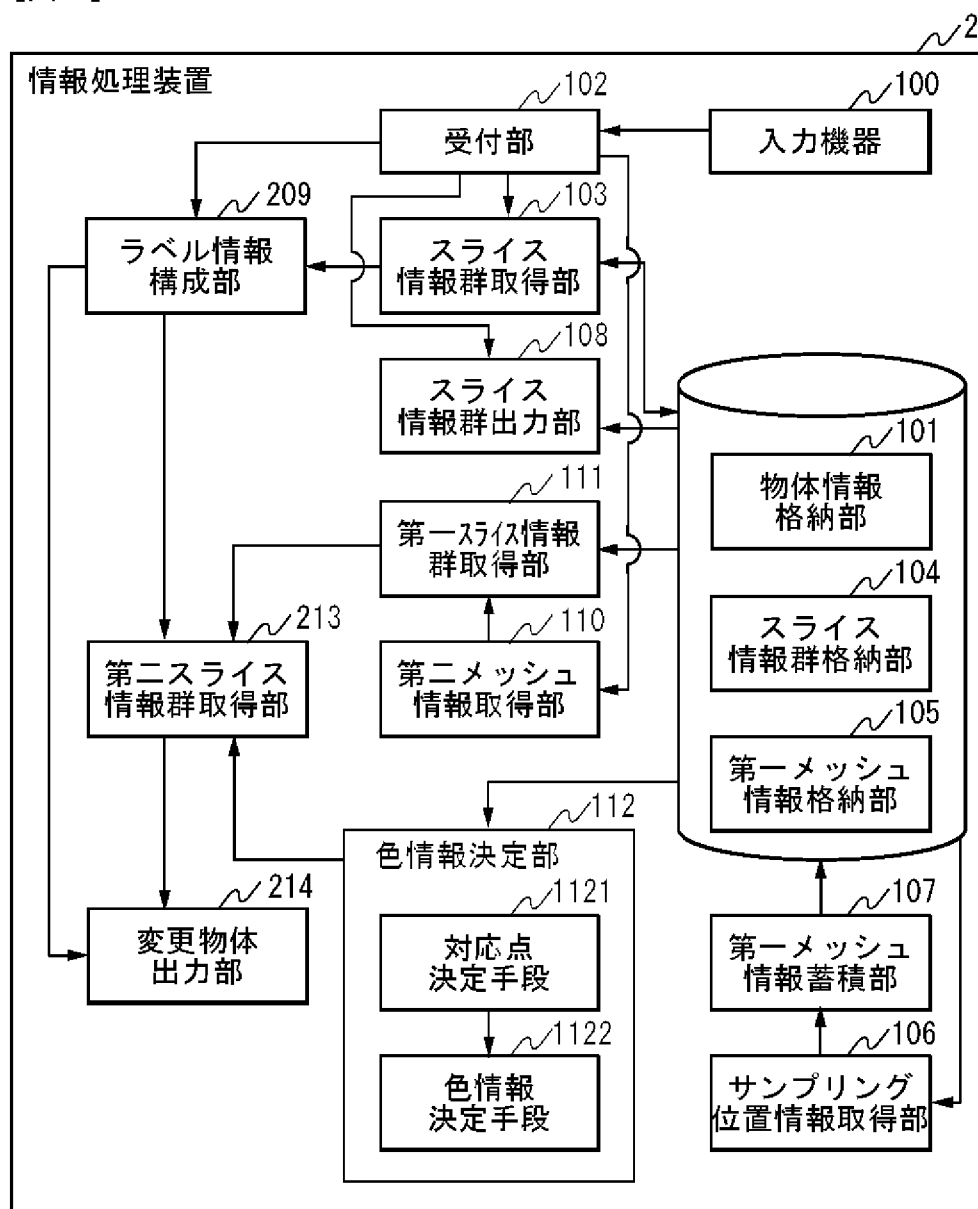 2
情報処理装置
102
受付部
100
入力機器
209
ラベル情報
構成部
103
スライス
情報群取得部
108
スライス
情報群出力部
101
物体情報
格納部
111
第一スライス情報
群取得部
104
スライス
情報群格納部
213
第二スライス
情報群取得部
110
第二メッシュ
情報取得部
105
第一メッシュ
情報格納部
112
色情報決定部
214
変更物体
出力部
1121
対応点
決定手段
107
第一メッシュ
情報蓄積部
1122
色情報
決定手段
106
サンプリング
位置情報取得部